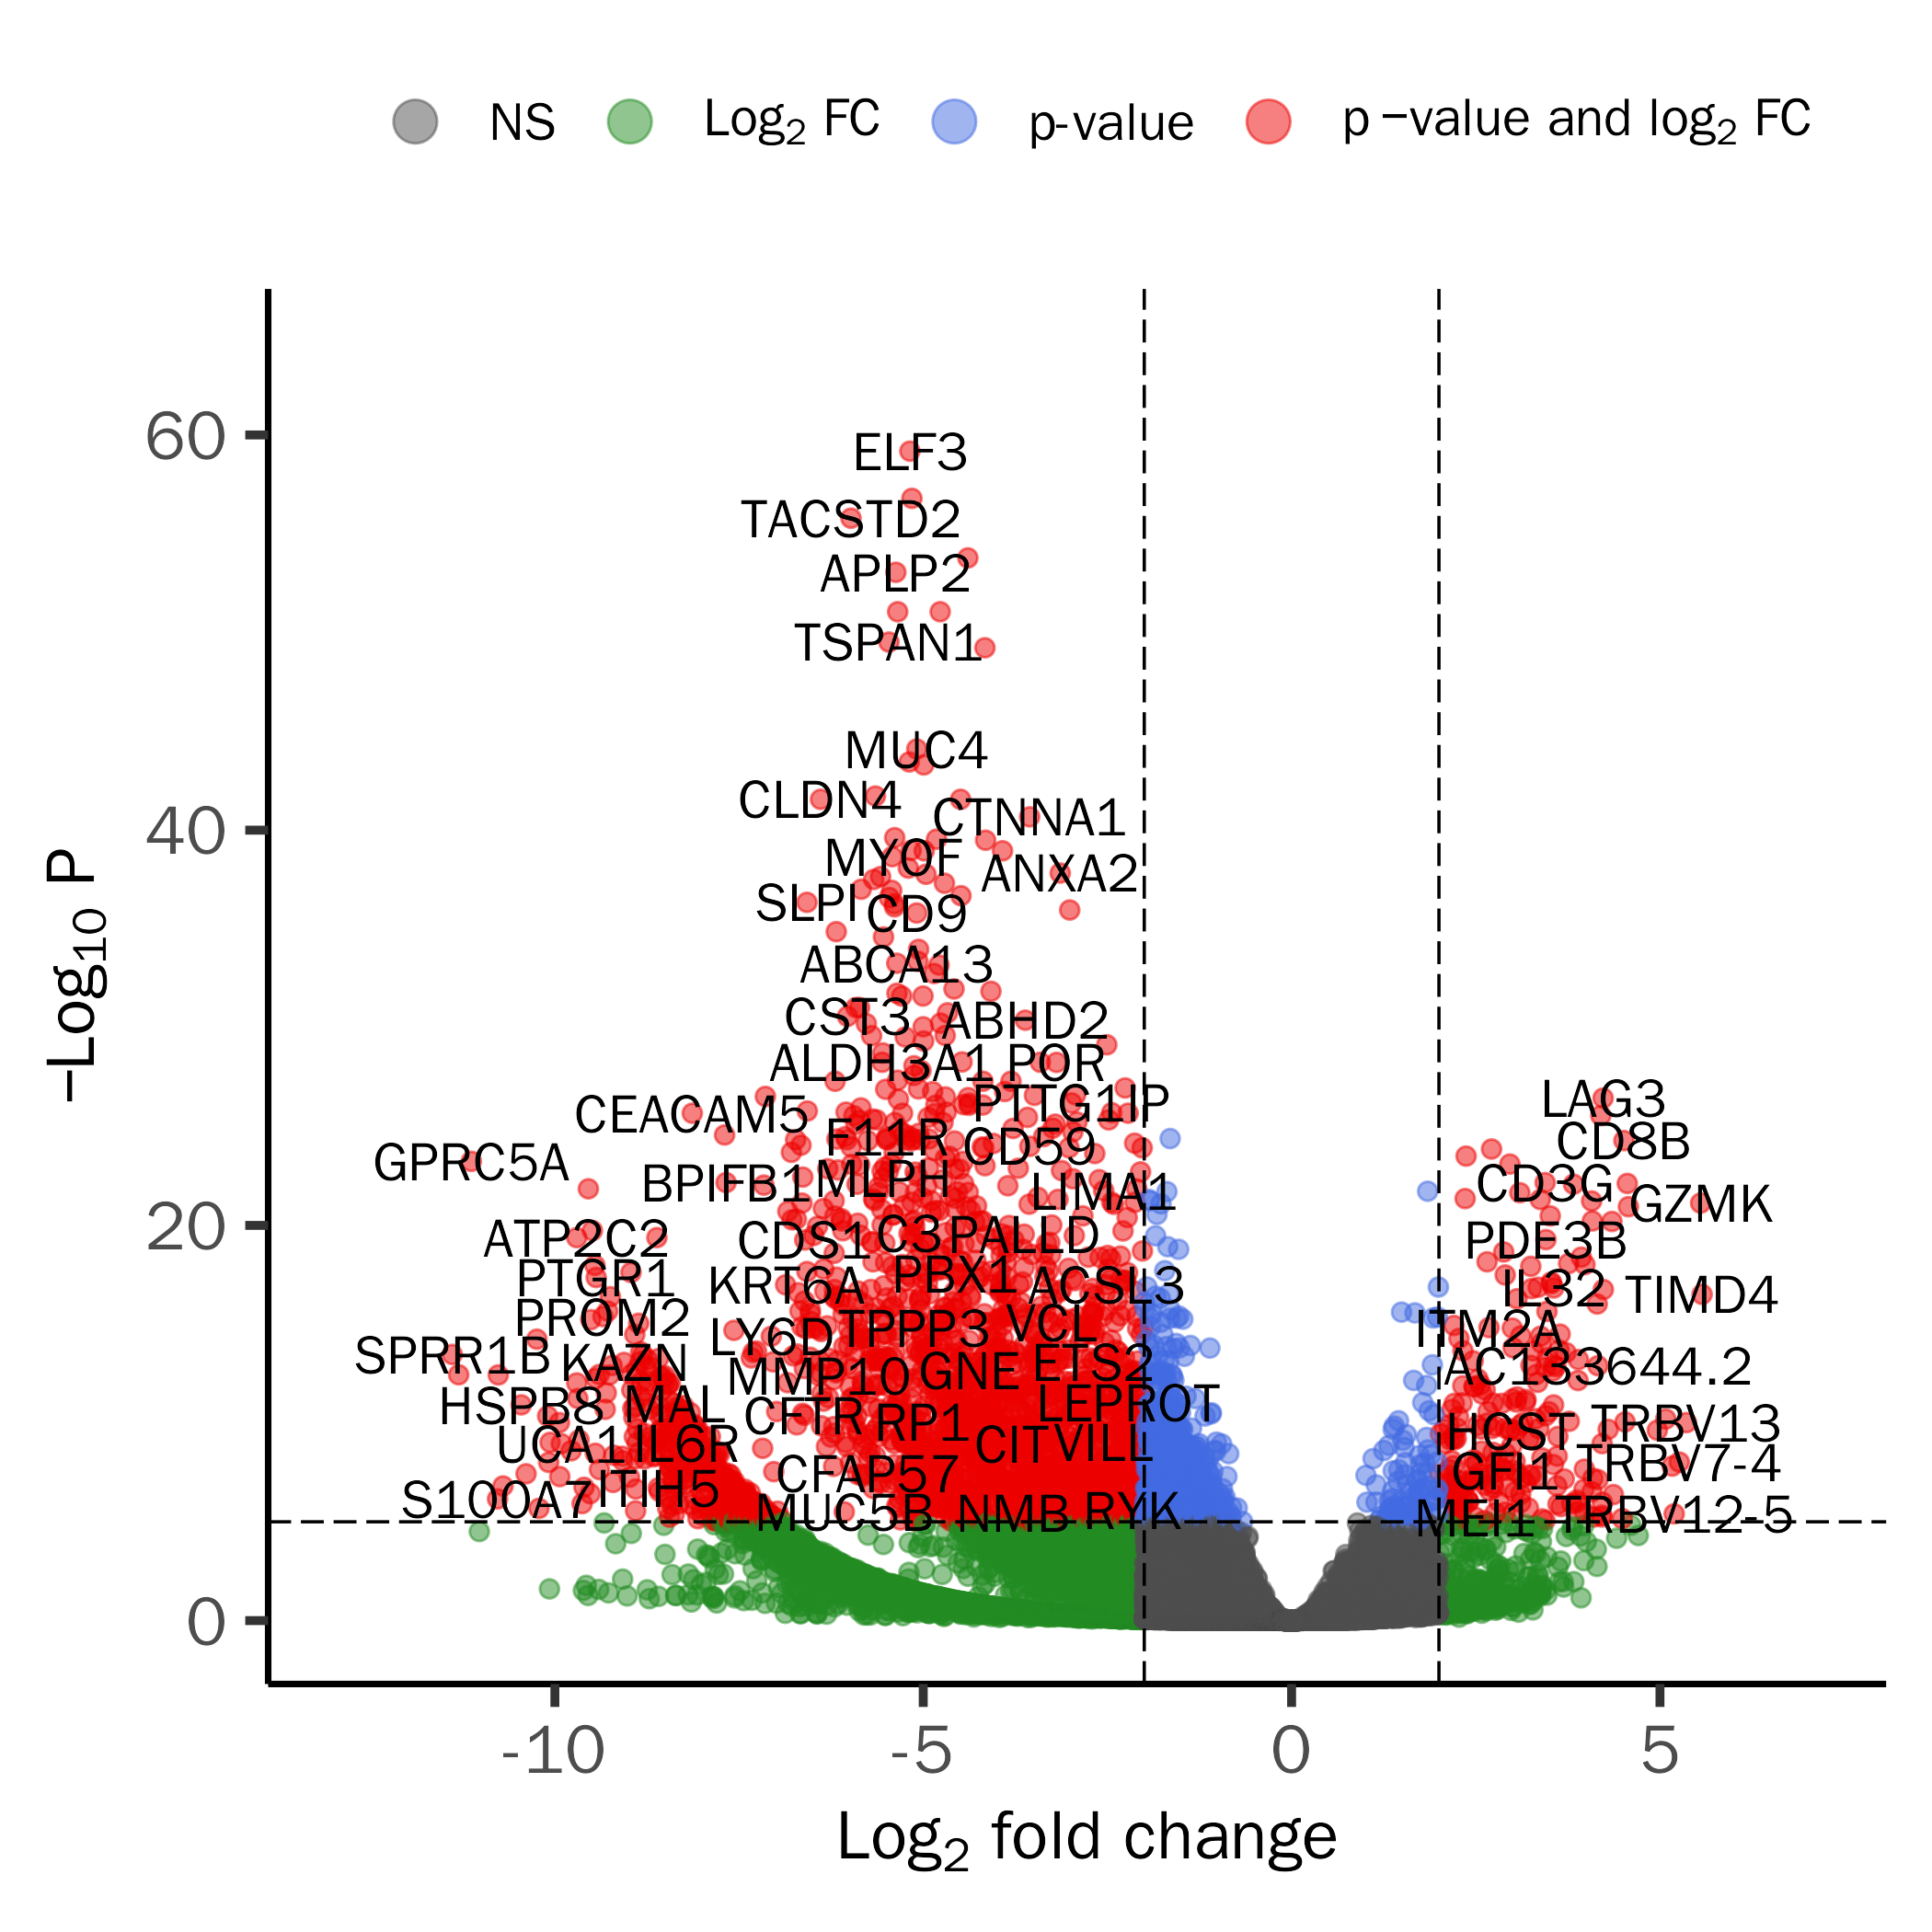 NS Log2 FC p-value p −value and log2 FC
−Log10 P
60
40
20
0
ELF3
TACSTD2
APLP2
TSPAN1
MUC4
CLDN4
CTNNA1
MYOF
ANXA2
SLPI CD9
ABCA13
CST3 ABHD2
ALDH3A1 POR
LAG3
CEACAM5 PTTG1IP
F11R CD59 CD8B
GPRC5A
BPIFB1 MLPH LIMA1 CD3G
GZMK
ATP2C2 CDS1 C3 PALLD PDE3B
PTGR1 KRT6A PBX1 ACSL3 IL32 TIMD4
PROM2 LY6D TPPP3 VCL ITM2A
SPRR1B KAZN MMP10 GNE ETS2 AC133644.2
HSPB8 MAL CFTR RP1 LEPROT HCST TRBV13
UCA1 IL6R CIT VILL
CFAP57 GFI1 TRBV7-4
S100A7 ITIH5 MUC5B NMB RYK MEI1 TRBV12-5
-10 -5 0 5
Log2 fold change